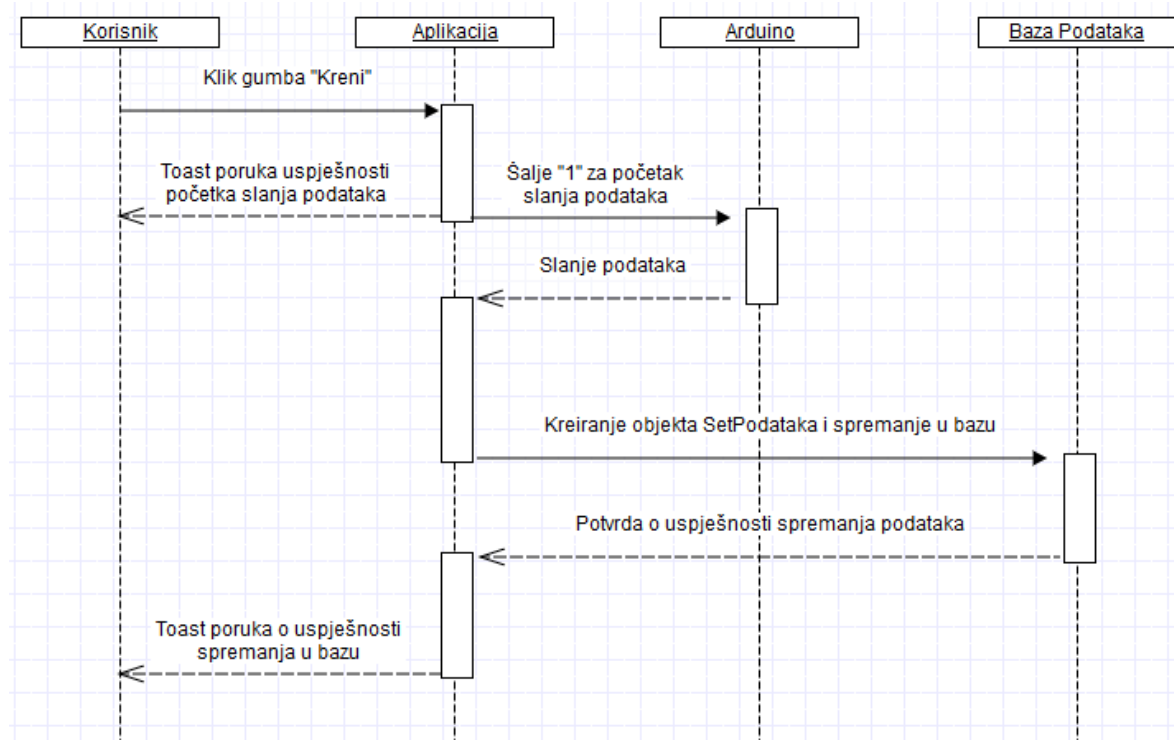 Korisnik
Aplikacija
Arduino
Baza Podataka
Klik gumba "Kreni"
Toast poruka uspješnosti
početka slanja podataka
Šalje "1" za početak
slanja podataka
Slanje podataka
Kreiranje objekta SetPodataka i spremanje u bazu
Potvrda o uspješnosti spremanja podataka
Toast poruka o uspješnosti
spremanja u bazu